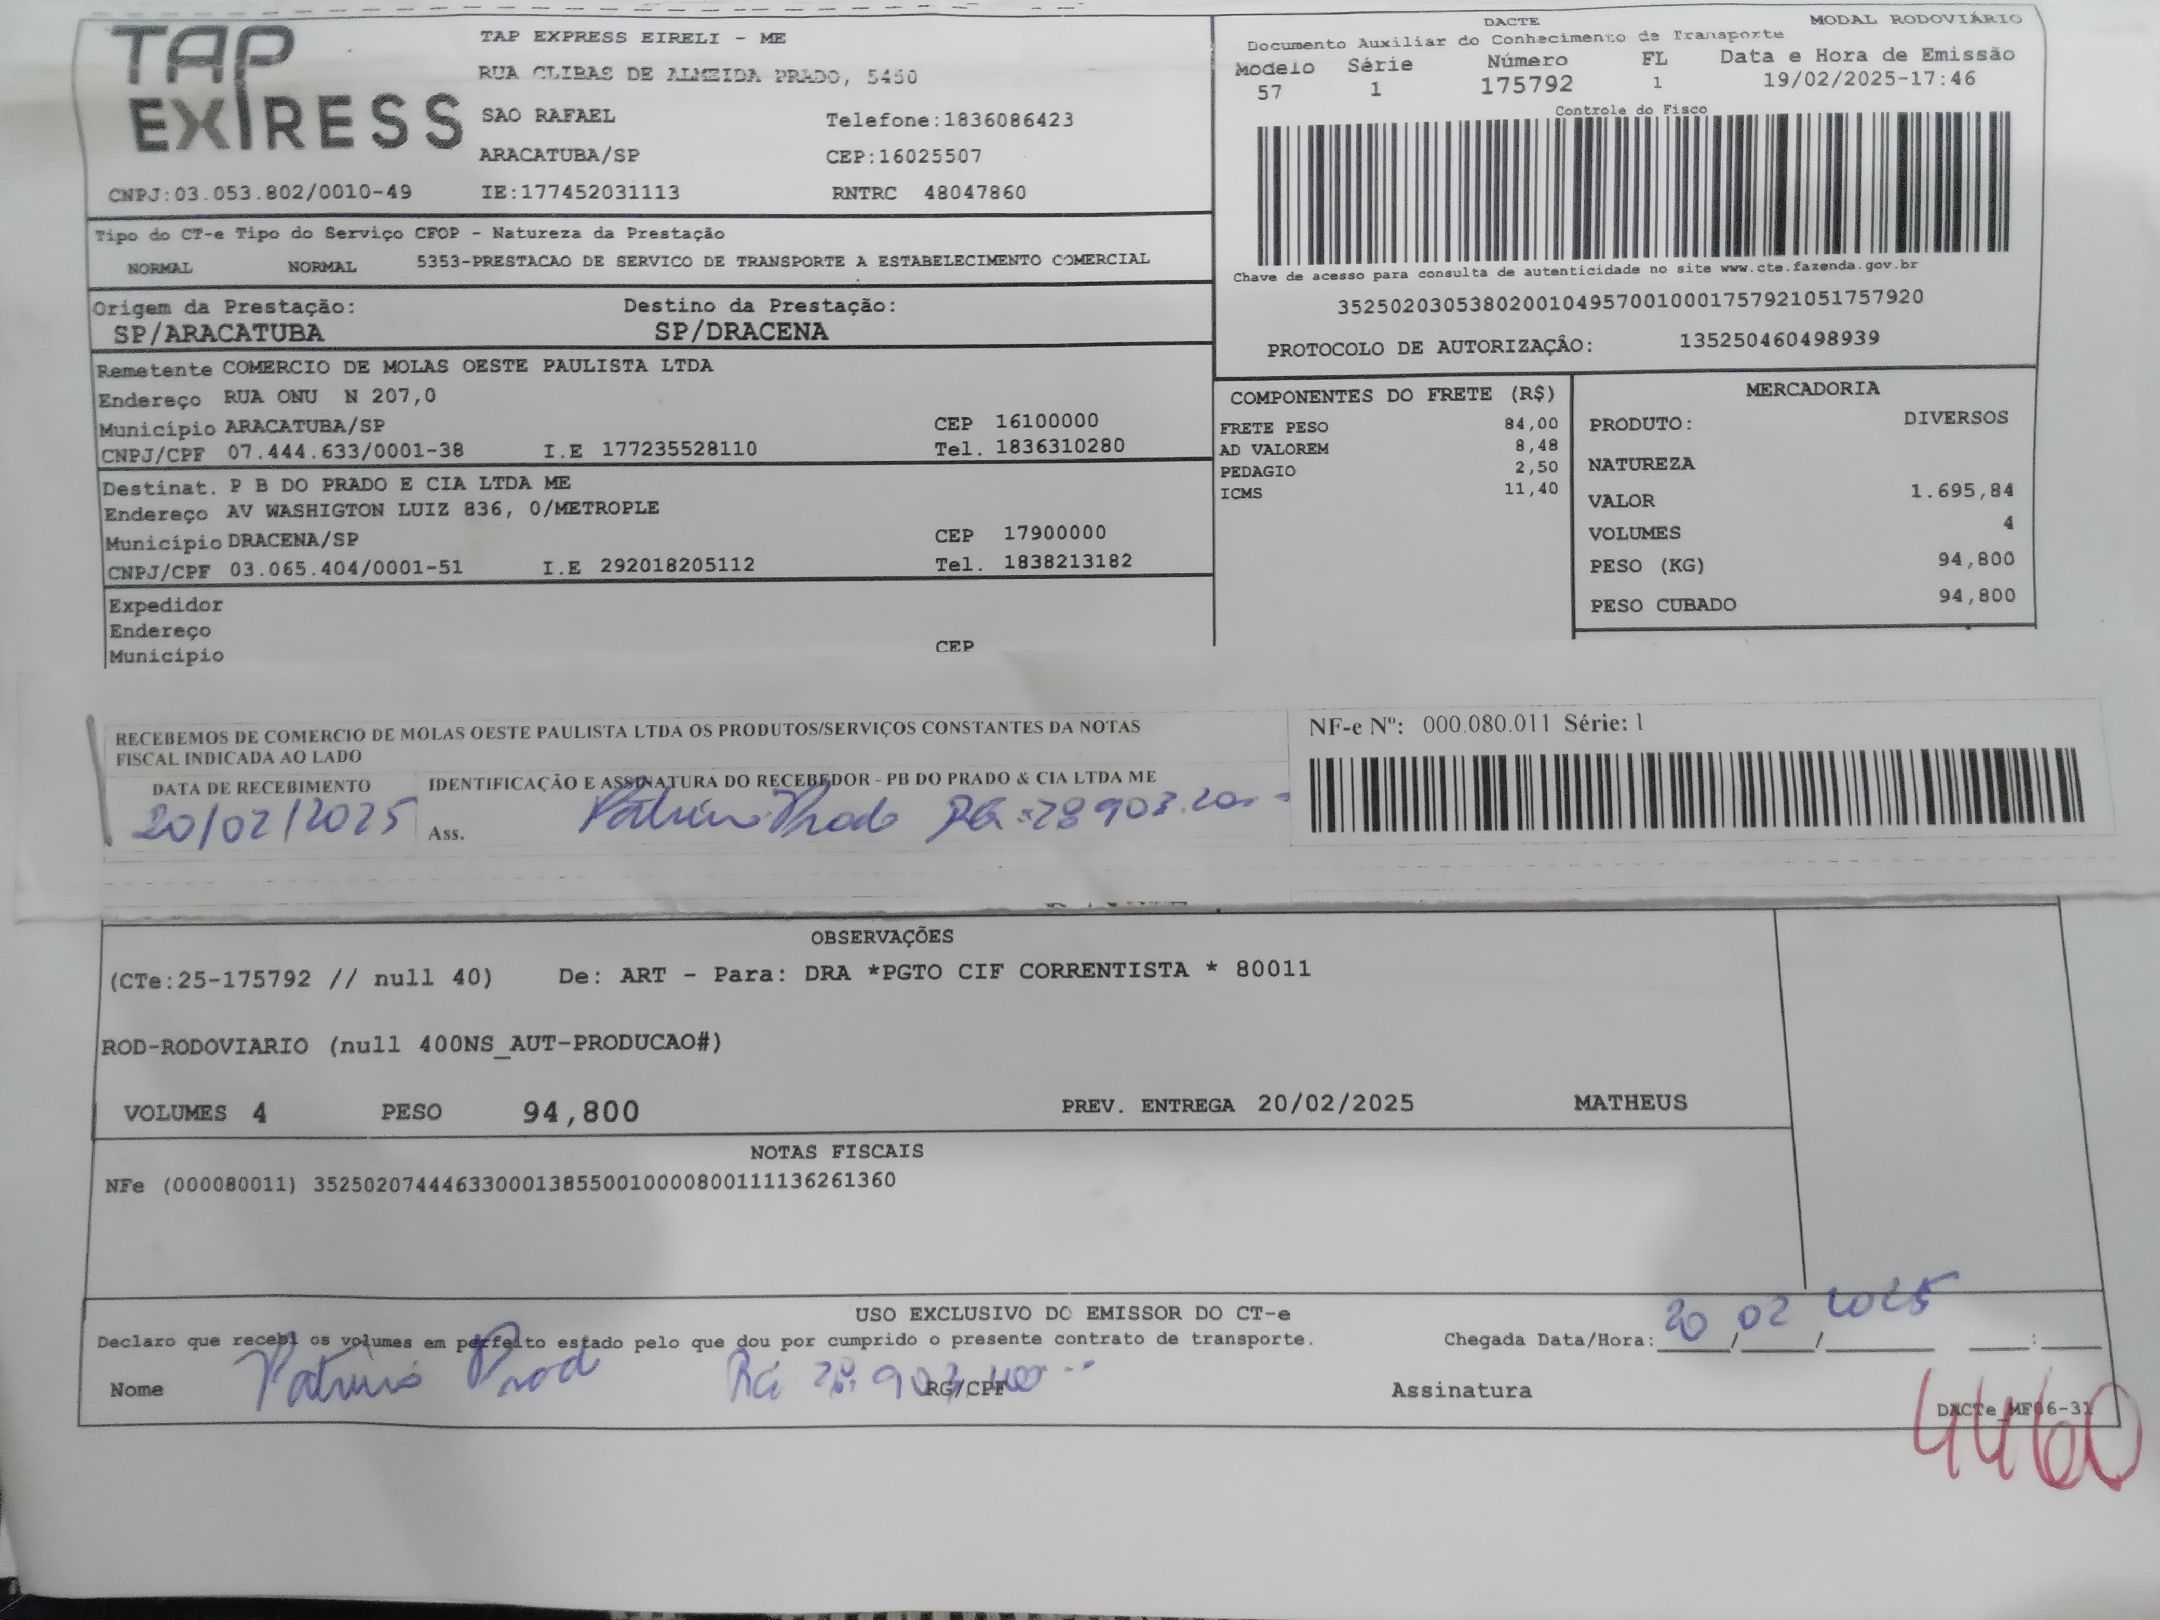 TAP EXPRESS
TAP EXPRESS EIRELI - ME
RUA CLIBAS DE ALMEIDA PRADO, 5450
SAO RAFAEL Telefone:1836086423
ARACATUBA/SP CEP:16025507
CNPJ:03.053.802/0010-49 IE:177452031113 RNTRC 48047860
DACTE MODAL RODOVIÁRIO
Documento Auxiliar do Conhecimento de Transporte
Modelo Série Número FL Data e Hora de Emissão
57 1 175792 1 19/02/2025-17:46
Controle do Fisco
Chave de acesso para consulta de autenticidade no site www.cte.fazenda.gov.br
35250203053802001049570010001757921051757920
PROTOCOLO DE AUTORIZAÇÃO: 135250460498939
Tipo do CT-e Tipo do Serviço CFOP - Natureza da Prestação
NORMAL NORMAL 5353-PRESTACAO DE SERVICO DE TRANSPORTE A ESTABELECIMENTO COMERCIAL
Origem da Prestação: Destino da Prestação:
SP/ARACATUBA SP/DRACENA
Remetente COMERCIO DE MOLAS OESTE PAULISTA LTDA
Endereço RUA ONU N 207,0
Município ARACATUBA/SP CEP 16100000
CNPJ/CPF 07.444.633/0001-38 I.E 177235528110 Tel. 1836310280
Destinat. P B DO PRADO E CIA LTDA ME
Endereço AV WASHIGTON LUIZ 836, 0/METROPLE
Município DRACENA/SP CEP 17900000
CNPJ/CPF 03.065.404/0001-51 I.E 292018205112 Tel. 1838213182
Expedidor
Endereço
Município CEP
COMPONENTES DO FRETE (R$)
FRETE PESO 84,00
AD VALOREM 8,48
PEDAGIO 2,50
ICMS 11,40
MERCADORIA
PRODUTO: DIVERSOS
NATUREZA
VALOR 1.695,84
VOLUMES 4
PESO (KG) 94,800
PESO CUBADO 94,800
RECEBEMOS DE COMERCIO DE MOLAS OESTE PAULISTA LTDA OS PRODUTOS/SERVIÇOS CONSTANTES DA NOTAS
FISCAL INDICADA AO LADO
DATA DE RECEBIMENTO IDENTIFICAÇÃO E ASSINATURA DO RECEBEDOR - PB DO PRADO & CIA LTDA ME
20/02/2025 Ass. Prado
NF-e Nº: 000.080.011 Série: 1
OBSERVAÇÕES
(CTe:25-175792 // null 40) De: ART - Para: DRA *PGTO CIF CORRENTISTA * 80011
ROD-RODOVIARIO (null 400NS_AUT-PRODUCAO#)
VOLUMES 4 PESO 94,800 PREV. ENTREGA 20/02/2025 MATHEUS
NOTAS FISCAIS
NFe (000080011) 35250207444633000138550010000800111136261360
USO EXCLUSIVO DO EMISSOR DO CT-e
Declaro que recebi os volumes em perfeito estado pelo que dou por cumprido o presente contrato de transporte. Chegada Data/Hora: 20/02/2025 :
Nome RG/CPF Assinatura
DACTe_MF06-31
4460